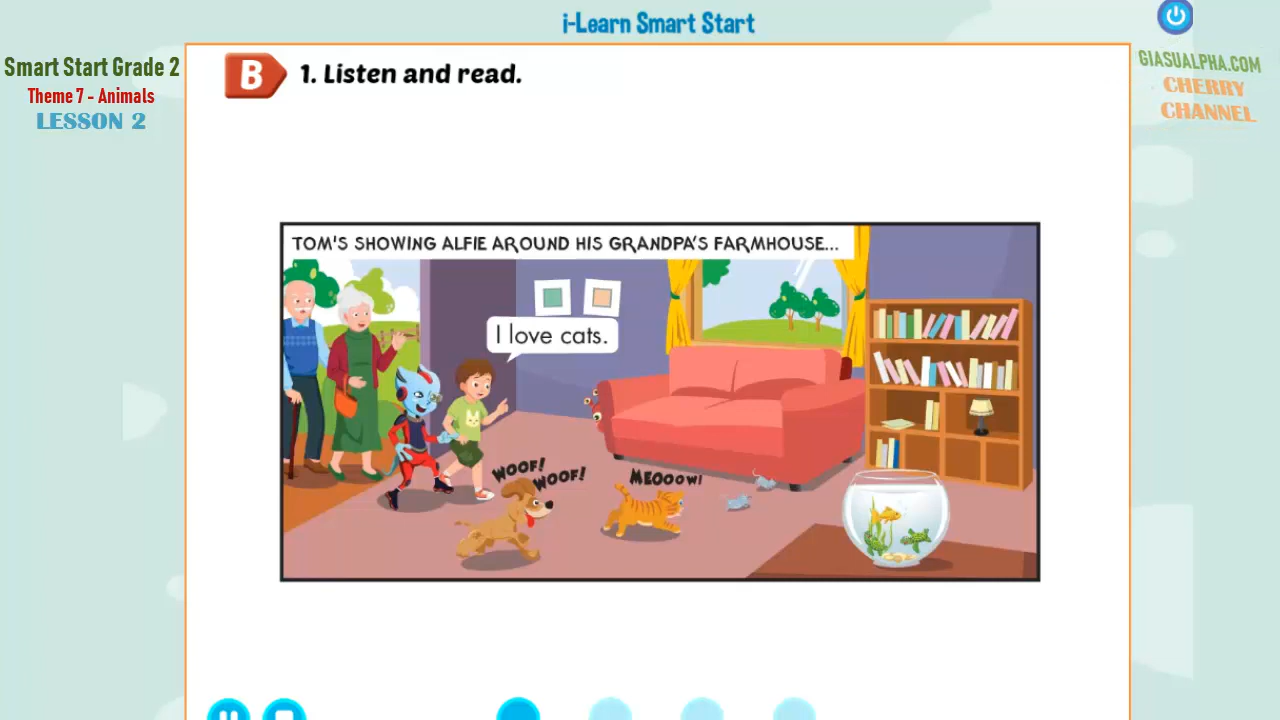 i-Learn Smart Start
Smart Start Grade 2
Theme 7 - Animals
LESSON 2
GIASUALPHA.COM
CHERRY
CHANNEL
B
1. Listen and read.
TOM'S SHOWING ALFIE AROUND HIS GRANDPA'S FARMHOUSE...
I love cats.
WOOF!
WOOF!
MEOOOW!